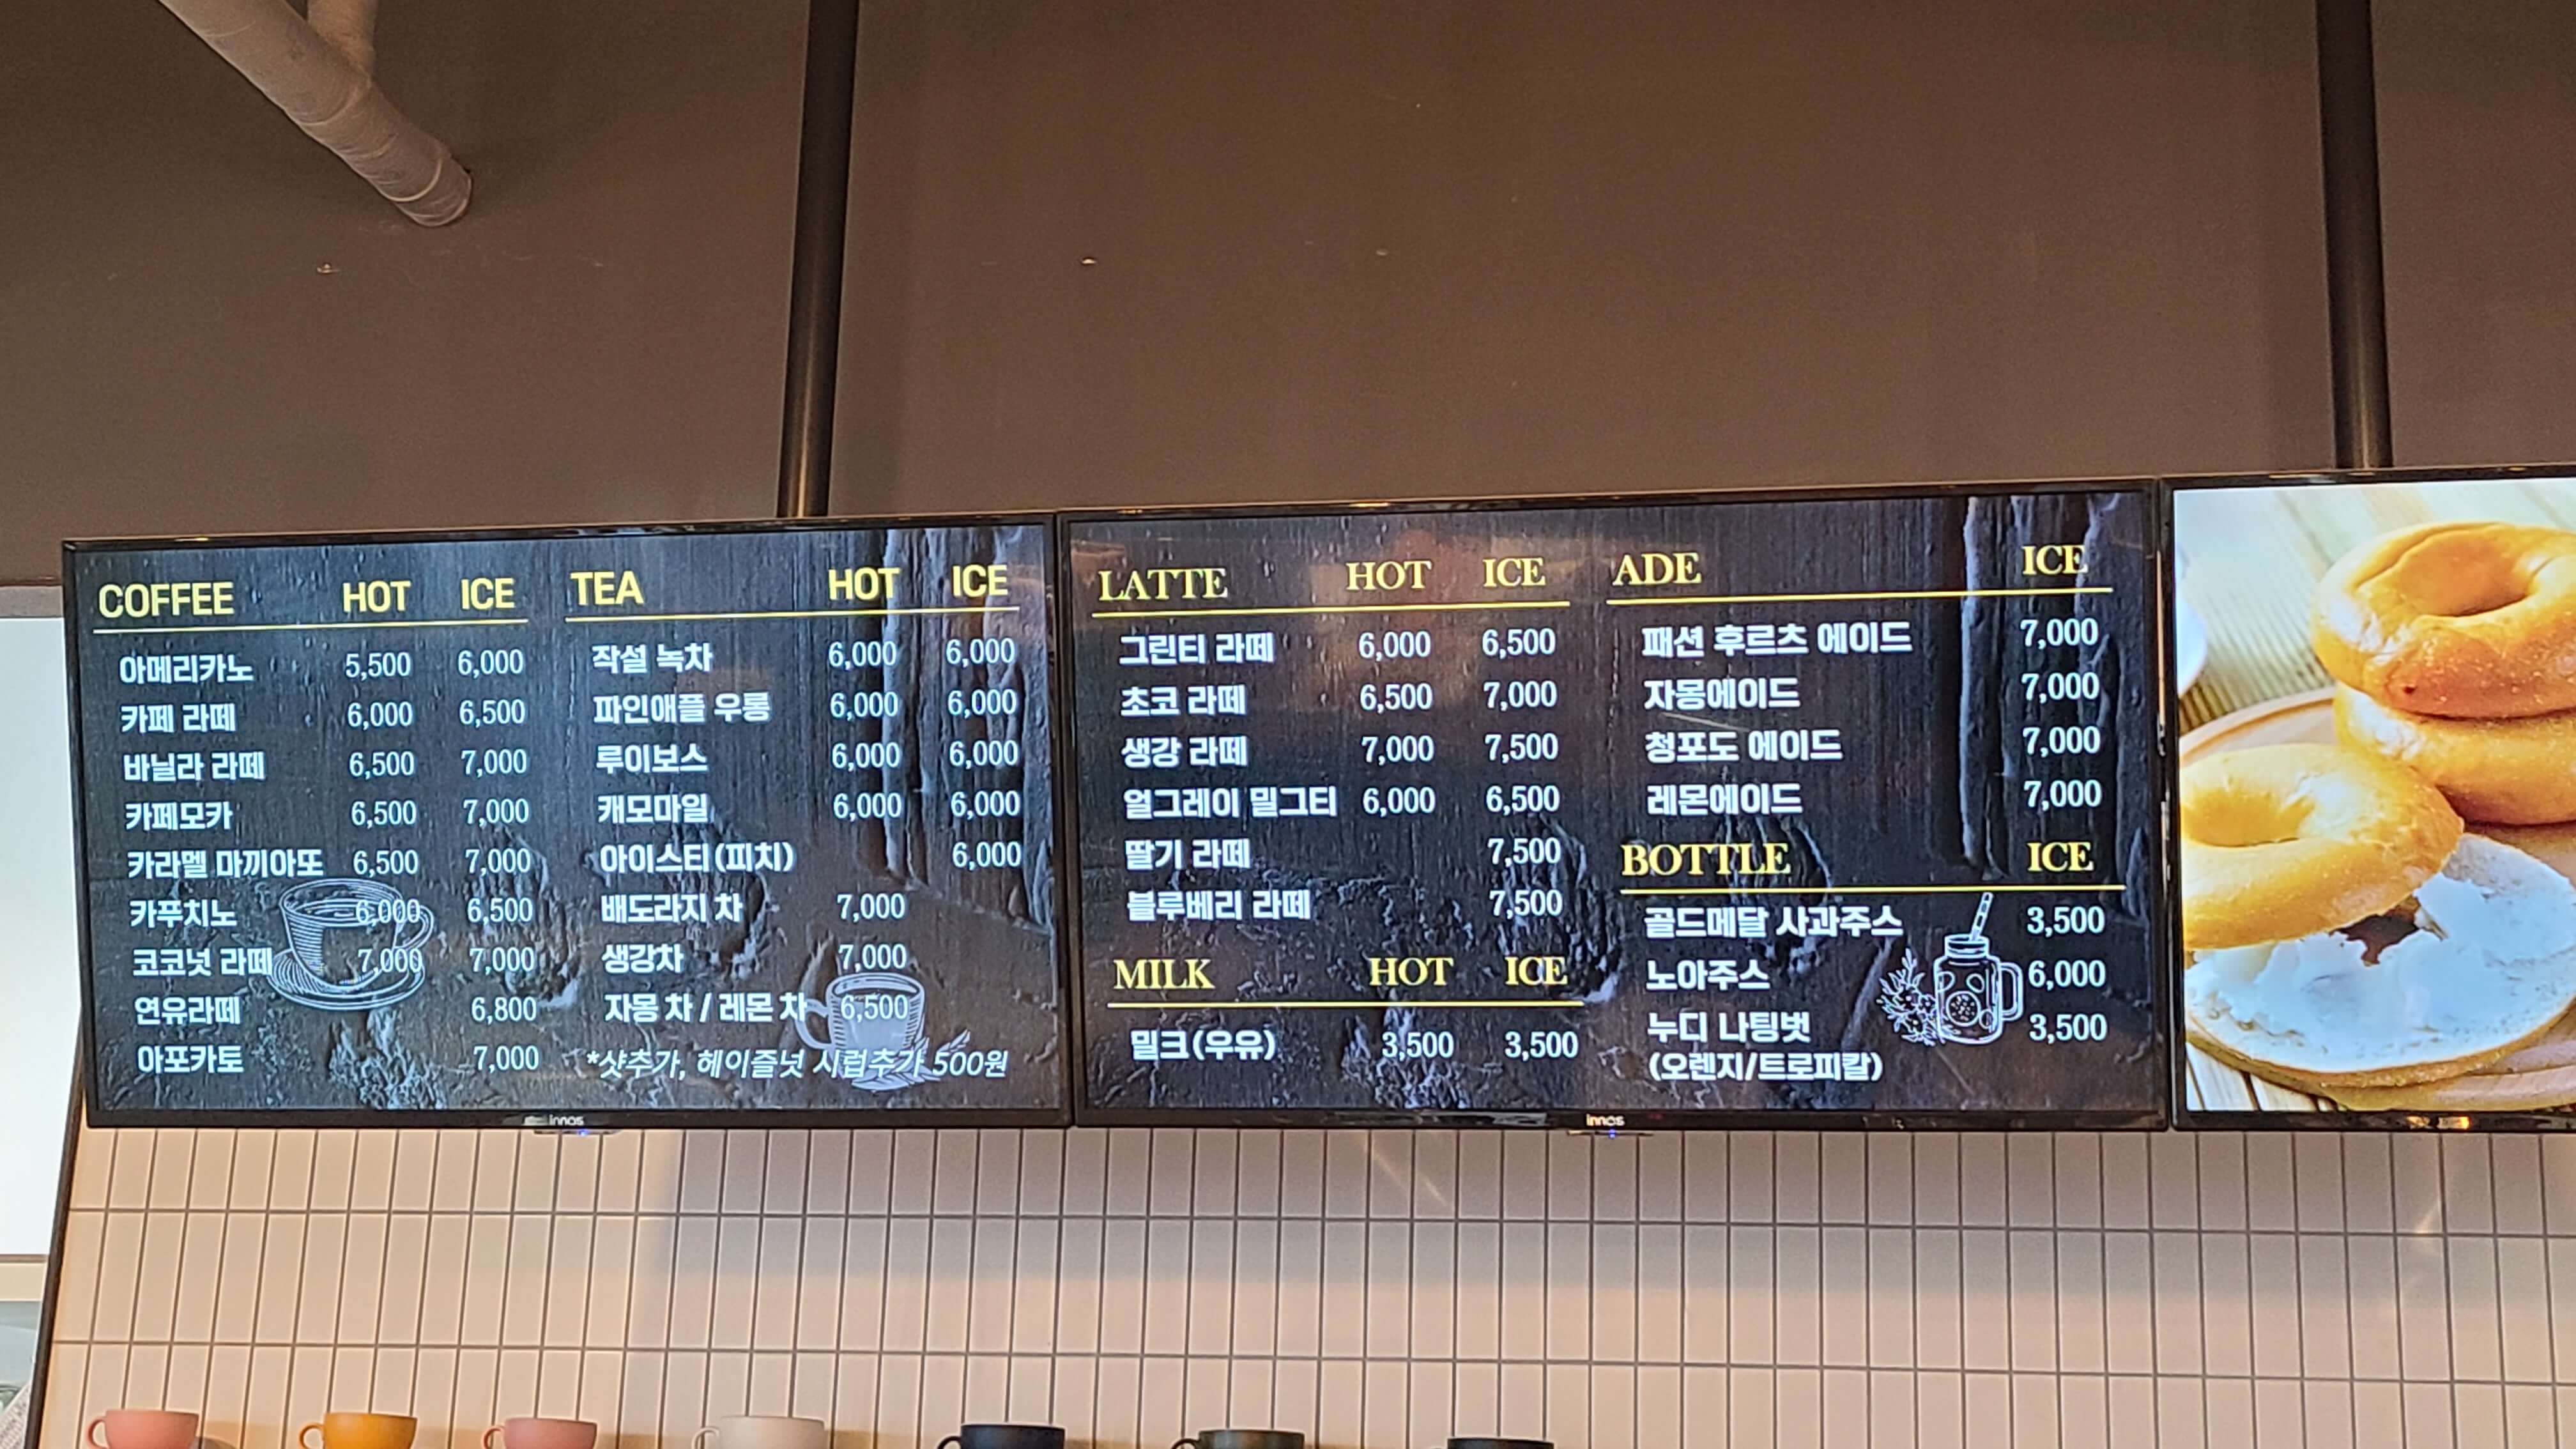 COFFEE HOT ICE
아메리카노 5,500 6,000
카페 라떼 6,000 6,500
바닐라 라떼 6,500 7,000
카페모카 6,500 7,000
카라멜 마끼아또 6,500 7,000
카푸치노 6,000 6,500
코코넛 라떼 7,000 7,000
연유라떼 6,800
아포카토 7,000
TEA HOT ICE
작설 녹차 6,000 6,000
파인애플 우롱 6,000 6,000
루이보스 6,000 6,000
캐모마일 6,000 6,000
아이스티(피치) 6,000
배도라지 차 7,000
생강차 7,000
자몽 차 / 레몬 차 6,500
*샷추가, 헤이즐넛 시럽추가 500원
innos
LATTE HOT ICE
그린티 라떼 6,000 6,500
초코 라떼 6,500 7,000
생강 라떼 7,000 7,500
얼그레이 밀그티 6,000 6,500
딸기 라떼 7,500
블루베리 라떼 7,500
MILK HOT ICE
밀크(우유) 3,500 3,500
ADE ICE
패션 후르츠 에이드 7,000
자몽에이드 7,000
청포도 에이드 7,000
레몬에이드 7,000
BOTTLE ICE
골드메달 사과주스 3,500
노아주스 6,000
누디 나팅벗 3,500
(오렌지/트로피칼)
innos